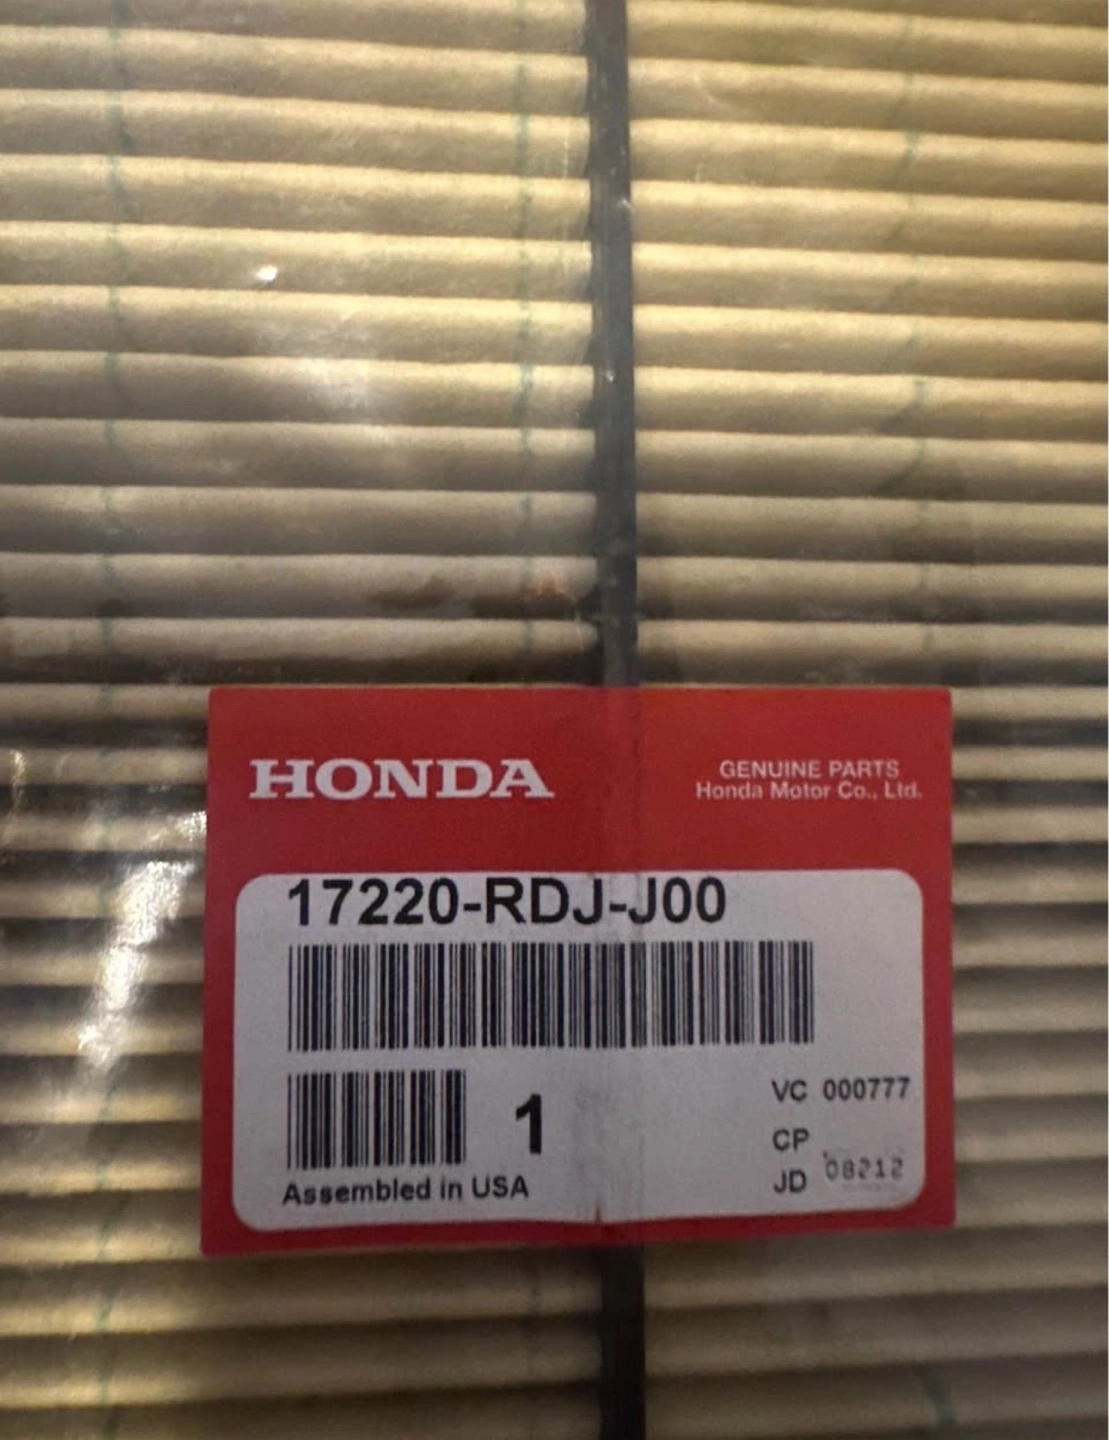 HONDA
GENUINE PARTS
Honda Motor Co., Ltd.
17220-RDJ-J00
1
VC 000777
CP
JD 08212
Assembled in USA